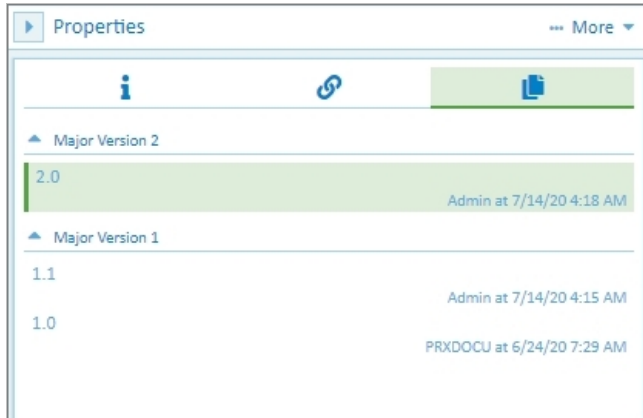 Properties
... More
Major Version 2
2.0
Admin at 7/14/20 4:18 AM
Major Version 1
1.1
Admin at 7/14/20 4:15 AM
1.0
PRXDOCU at 6/24/20 7:29 AM